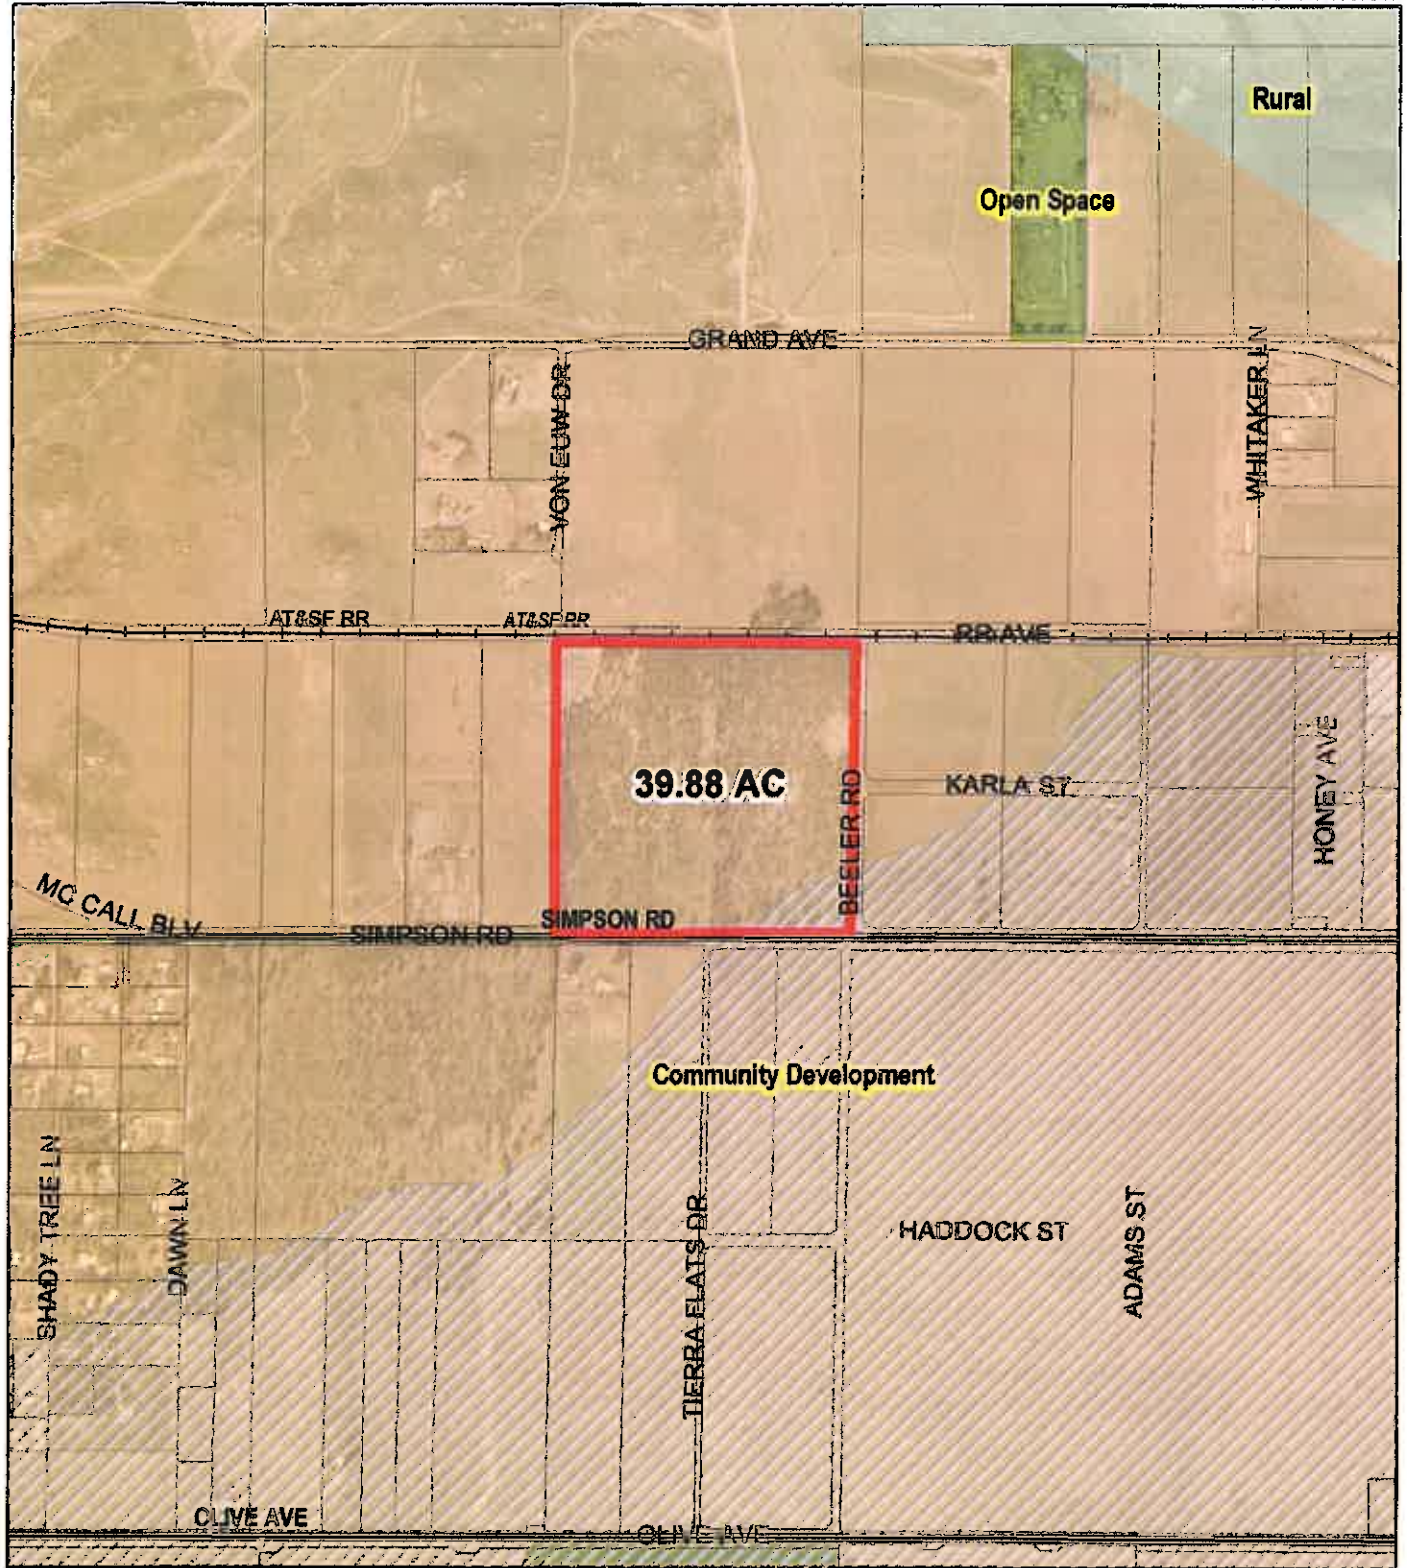 Rural
Open Space
GRAND AVE
VON EUW DR
WHITAKER LN
AT&SF RR
AT&SF RR
RR AVE
39.88 AC
BEELER RD
KARLA ST
HONEY AVE
MC CALL BLV
SIMPSON RD
SIMPSON RD
Community Development
SHADY TREE LN
DAWN LN
TIERRA FLATS DR
HADDOCK ST
ADAMS ST
OLIVE AVE
OLIVE AVE